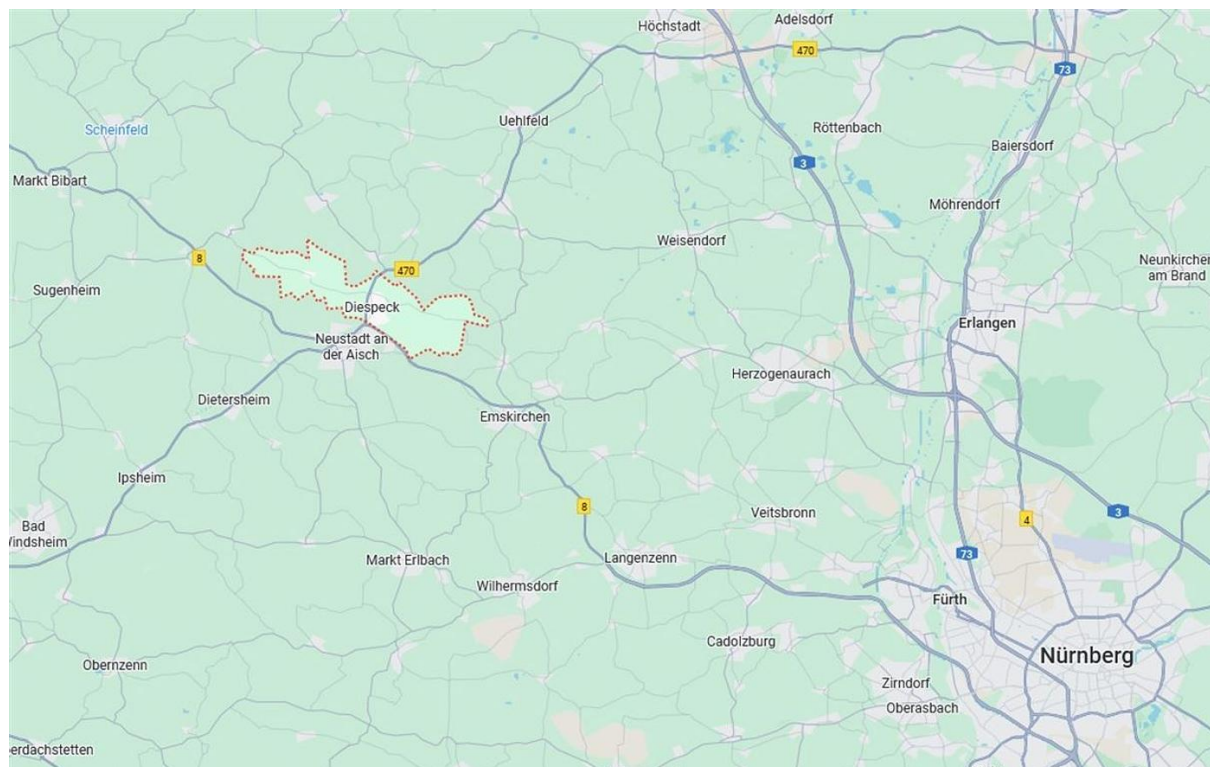 Höchstadt
Adelsdorf
470
73
Uehlfeld
Scheinfeld
Röttenbach
Baiersdorf
3
Markt Bibart
Möhrendorf
Weisendorf
8
470
Neunkirchen
am Brand
Sugenheim
Diespeck
Erlangen
Neustadt an
der Aisch
Herzogenaurach
Dietersheim
Emskirchen
Ipsheim
8
Veitsbronn
4
3
Bad
Windsheim
73
Markt Erlbach
Langenzenn
Wilhermsdorf
Fürth
Cadolzburg
Nürnberg
Obernzenn
Zirndorf
Oberasbach
erdachstetten